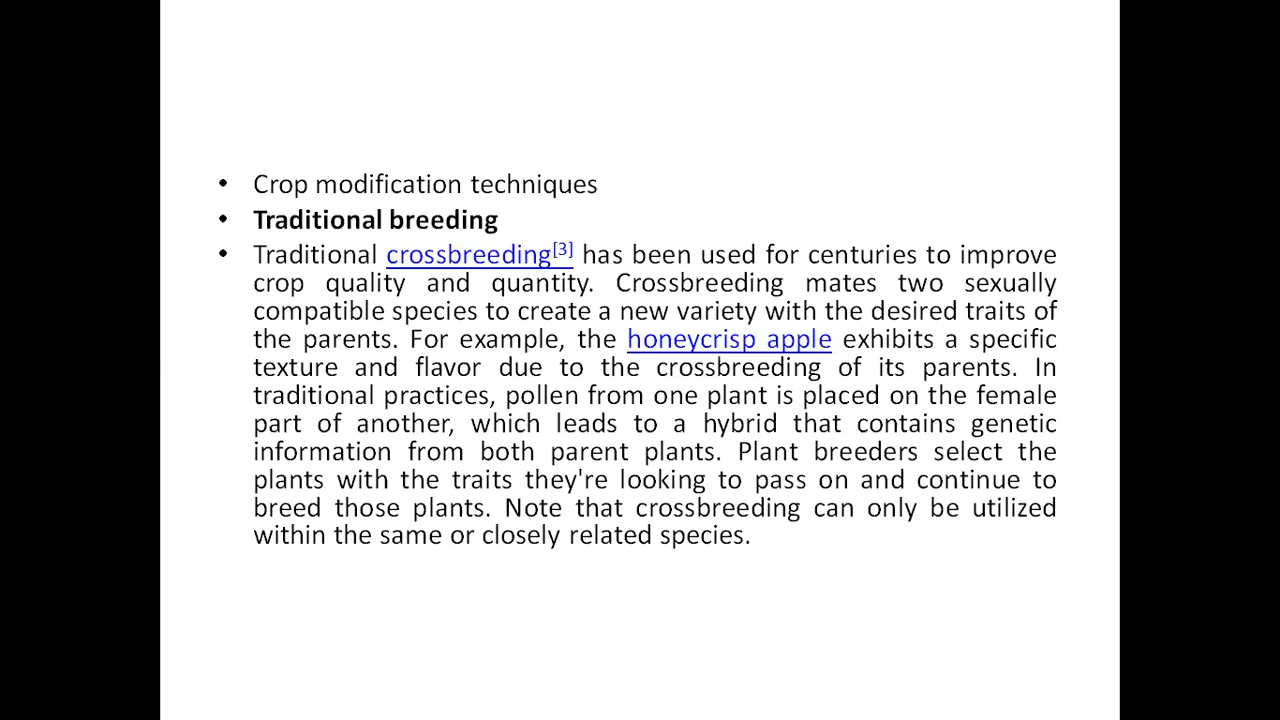 • Crop modification techniques
• Traditional breeding
• Traditional crossbreeding[3] has been used for centuries to improve
crop quality and quantity. Crossbreeding mates two sexually
compatible species to create a new variety with the desired traits of
the parents. For example, the honeycrisp apple exhibits a specific
texture and flavor due to the crossbreeding of its parents. In
traditional practices, pollen from one plant is placed on the female
part of another, which leads to a hybrid that contains genetic
information from both parent plants. Plant breeders select the
plants with the traits they're looking to pass on and continue to
breed those plants. Note that crossbreeding can only be utilized
within the same or closely related species.